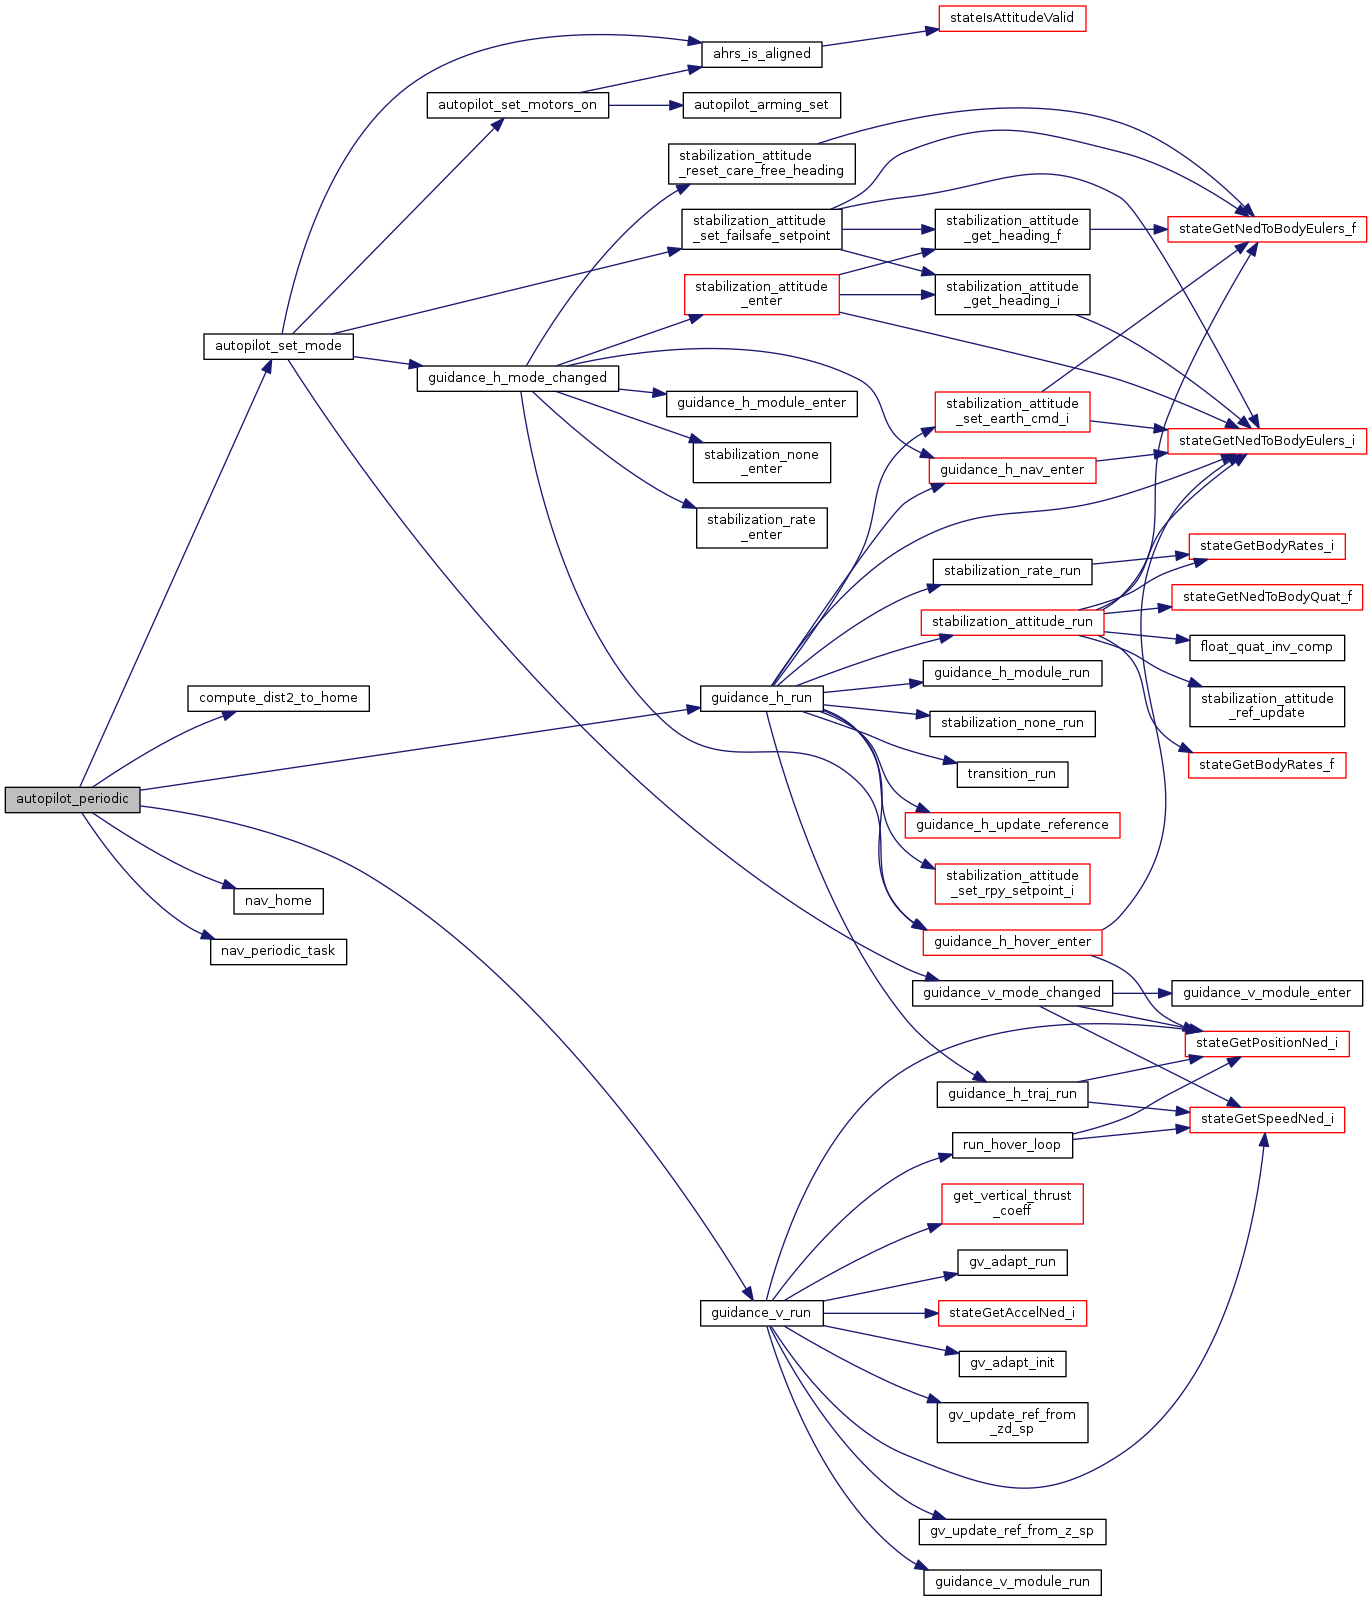 stateIsAttitudeValid
ahrs_is_aligned
autopilot_set_motors_on
autopilot_arming_set
stabilization_attitude
_reset_care_free_heading
stabilization_attitude
_set_failsafe_setpoint
stabilization_attitude
_get_heading_f
stateGetNedToBodyEulers_f
stabilization_attitude
_enter
stabilization_attitude
_get_heading_i
autopilot_set_mode
guidance_h_mode_changed
guidance_h_module_enter
stabilization_attitude
_set_earth_cmd_i
stateGetNedToBodyEulers_i
stabilization_none
_enter
guidance_h_nav_enter
stabilization_rate
_enter
stateGetBodyRates_i
stabilization_rate_run
stateGetNedToBodyQuat_f
stabilization_attitude_run
float_quat_inv_comp
guidance_h_module_run
compute_dist2_to_home
guidance_h_run
stabilization_attitude
_ref_update
stabilization_none_run
stateGetBodyRates_f
transition_run
autopilot_periodic
guidance_h_update_reference
stabilization_attitude
_set_rpy_setpoint_i
nav_home
guidance_h_hover_enter
nav_periodic_task
guidance_v_mode_changed
guidance_v_module_enter
stateGetPositionNed_i
guidance_h_traj_run
stateGetSpeedNed_i
run_hover_loop
get_vertical_thrust
_coeff
gv_adapt_run
guidance_v_run
stateGetAccelNed_i
gv_adapt_init
gv_update_ref_from
_zd_sp
gv_update_ref_from_z_sp
guidance_v_module_run